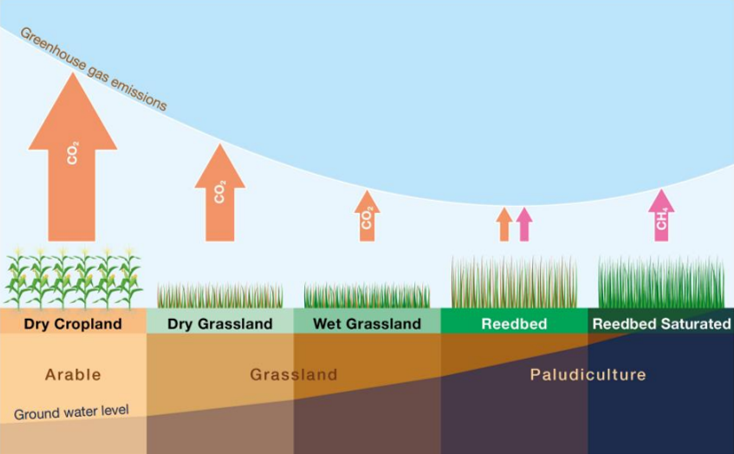 Greenhouse gas emissions
CO₂
CO₂
CO₂
CH₄
Dry Cropland
Dry Grassland
Wet Grassland
Reedbed
Reedbed Saturated
Arable
Grassland
Paludiculture
Ground water level